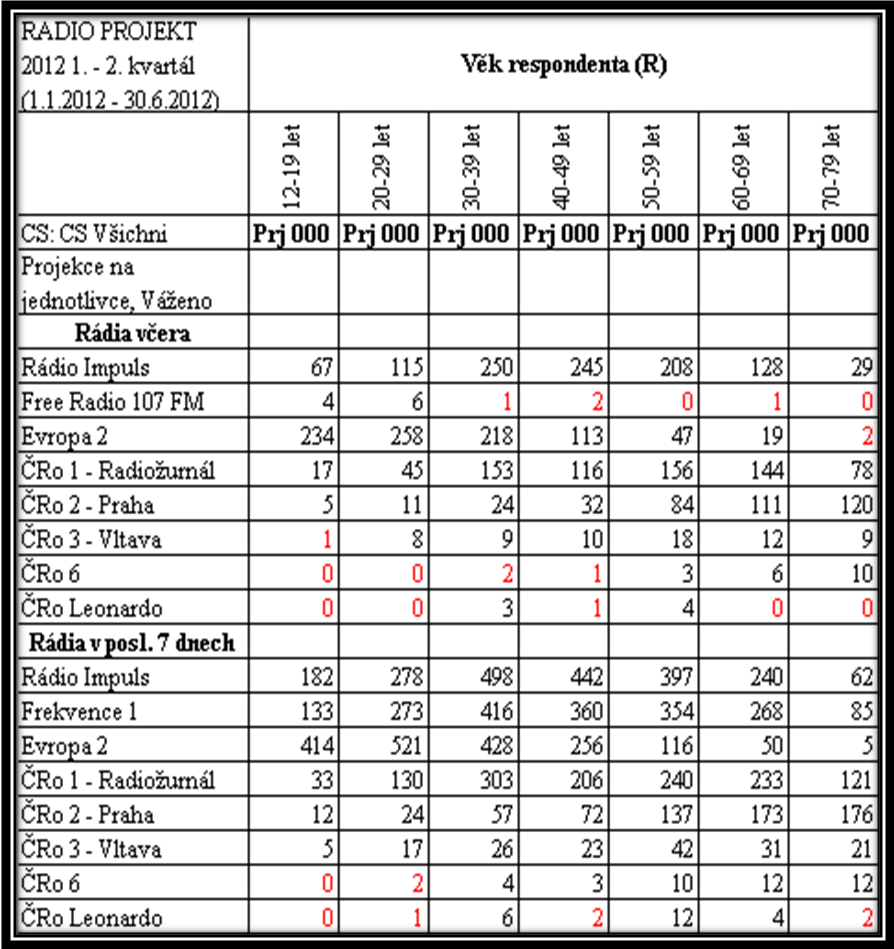 RADIO PROJEKT
2012 1. - 2. kvartál
(1.1.2012 - 30.6.2012)
Věk respondenta (R)
12-19 let 20-29 let 30-39 let 40-49 let 50-59 let 60-69 let 70-79 let
CS: CS Všichni Prj 000 Prj 000 Prj 000 Prj 000 Prj 000 Prj 000 Prj 000
Projekce na
jednotlivce, Váženo
Rádia včera
Rádio Impuls 67 115 250 245 208 128 29
Free Radio 107 FM 4 6 1 2 0 1 0
Evropa 2 234 258 218 113 47 19 2
ČRo 1 - Radiožurnál 17 45 153 116 156 144 78
ČRo 2 - Praha 5 11 24 32 84 111 120
ČRo 3 - Vltava 1 8 9 10 18 12 9
ČRo 6 0 0 2 1 3 6 10
ČRo Leonardo 0 0 3 1 4 0 0
Rádia v posl. 7 dnech
Rádio Impuls 182 278 498 442 397 240 62
Frekvence 1 133 273 416 360 354 268 85
Evropa 2 414 521 428 256 116 50 5
ČRo 1 - Radiožurnál 33 130 303 206 240 233 121
ČRo 2 - Praha 12 24 57 72 137 173 176
ČRo 3 - Vltava 5 17 26 23 42 31 21
ČRo 6 0 2 4 3 10 12 12
ČRo Leonardo 0 1 6 2 12 4 2